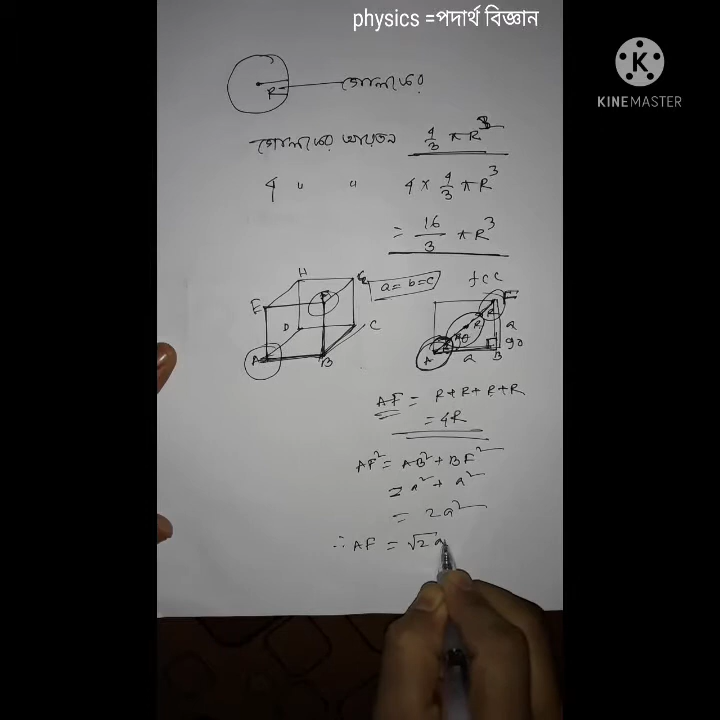 physics =পদার্থ বিজ্ঞান
K
KINEMASTER
R
গোলকের
গোলকের আয়তন 4/3 πR³
4 " " 4 × 4/3 πR³
= 16/3 πR³
H
E F G
D C
A B
a = b = c
fcc
F
R R a
A a B 90
AF = R+R+R+R
= 4R
AF² = AB² + BF²
= a² + a²
= 2a²
∴ AF = √2 a